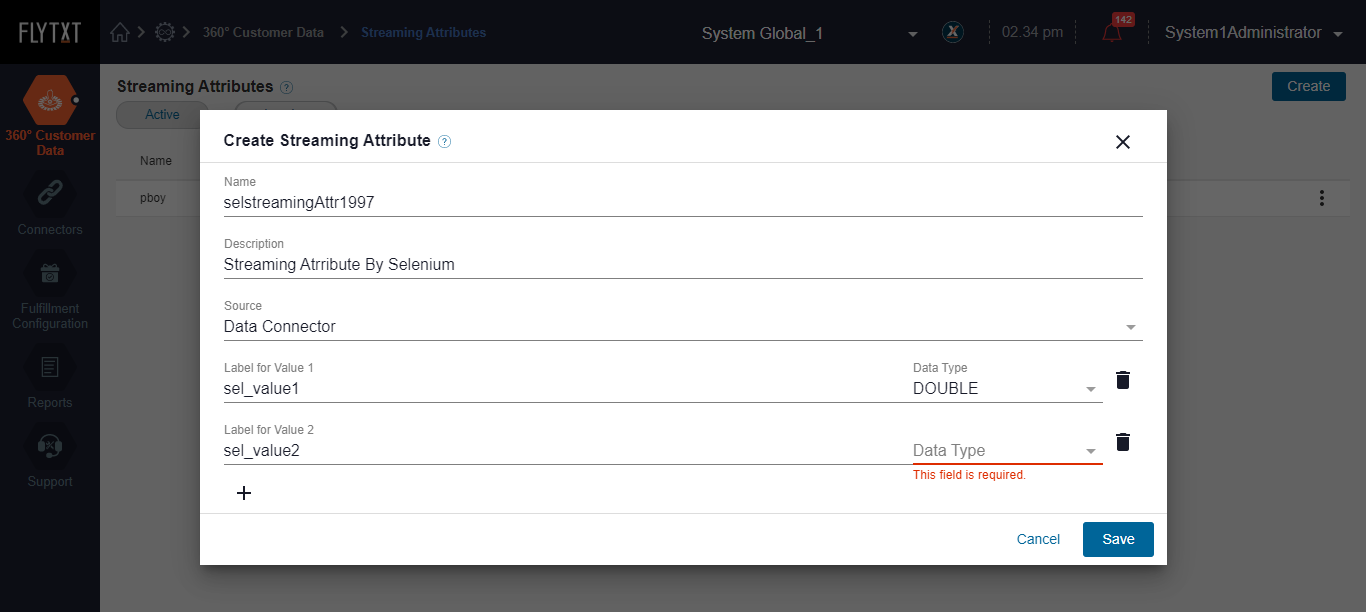 FLYTXT
360° Customer Data
Streaming Attributes
System Global_1
02.34 pm
142
System1Administrator
360° Customer
Data
Connectors
Fulfillment
Configuration
Reports
Support
Streaming Attributes ?
Create
Active
Name
pboy
Create Streaming Attribute ?
Name
selstreamingAttr1997
Description
Streaming Atrribute By Selenium
Source
Data Connector
Label for Value 1
Data Type
sel_value1
DOUBLE
Label for Value 2
sel_value2
Data Type
This field is required.
Cancel
Save